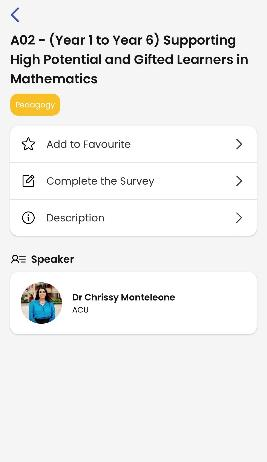 A02 - (Year 1 to Year 6) Supporting
High Potential and Gifted Learners in
Mathematics
Pedagogy
Add to Favourite
Complete the Survey
Description
Speaker
Dr Chrissy Monteleone
ACU